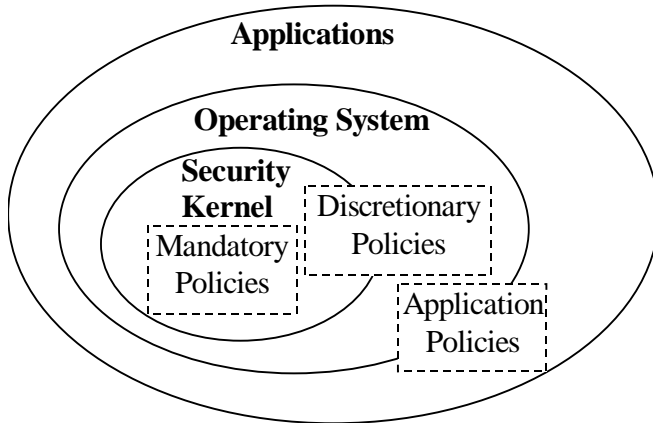 Applications
Operating System
Security
Kernel
Mandatory
Policies
Discretionary
Policies
Application
Policies